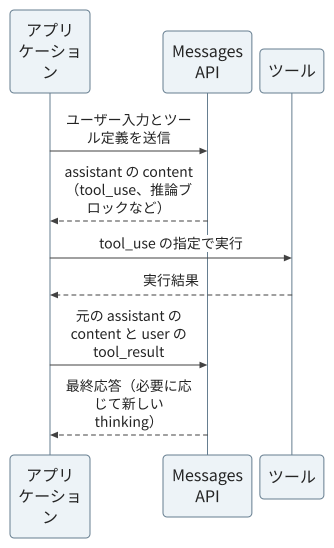 アプリ
ケーショ
ン
Messages
API
ツール
ユーザー入力とツー
ル定義を送信
assistant の content
（tool_use、推論ブ
ロックなど）
tool_use の指定で実行
実行結果
元の assistant の
content と user の
tool_result
最終応答（必要に応
じて新しい
thinking）
アプリ
ケーショ
ン
Messages
API
ツール